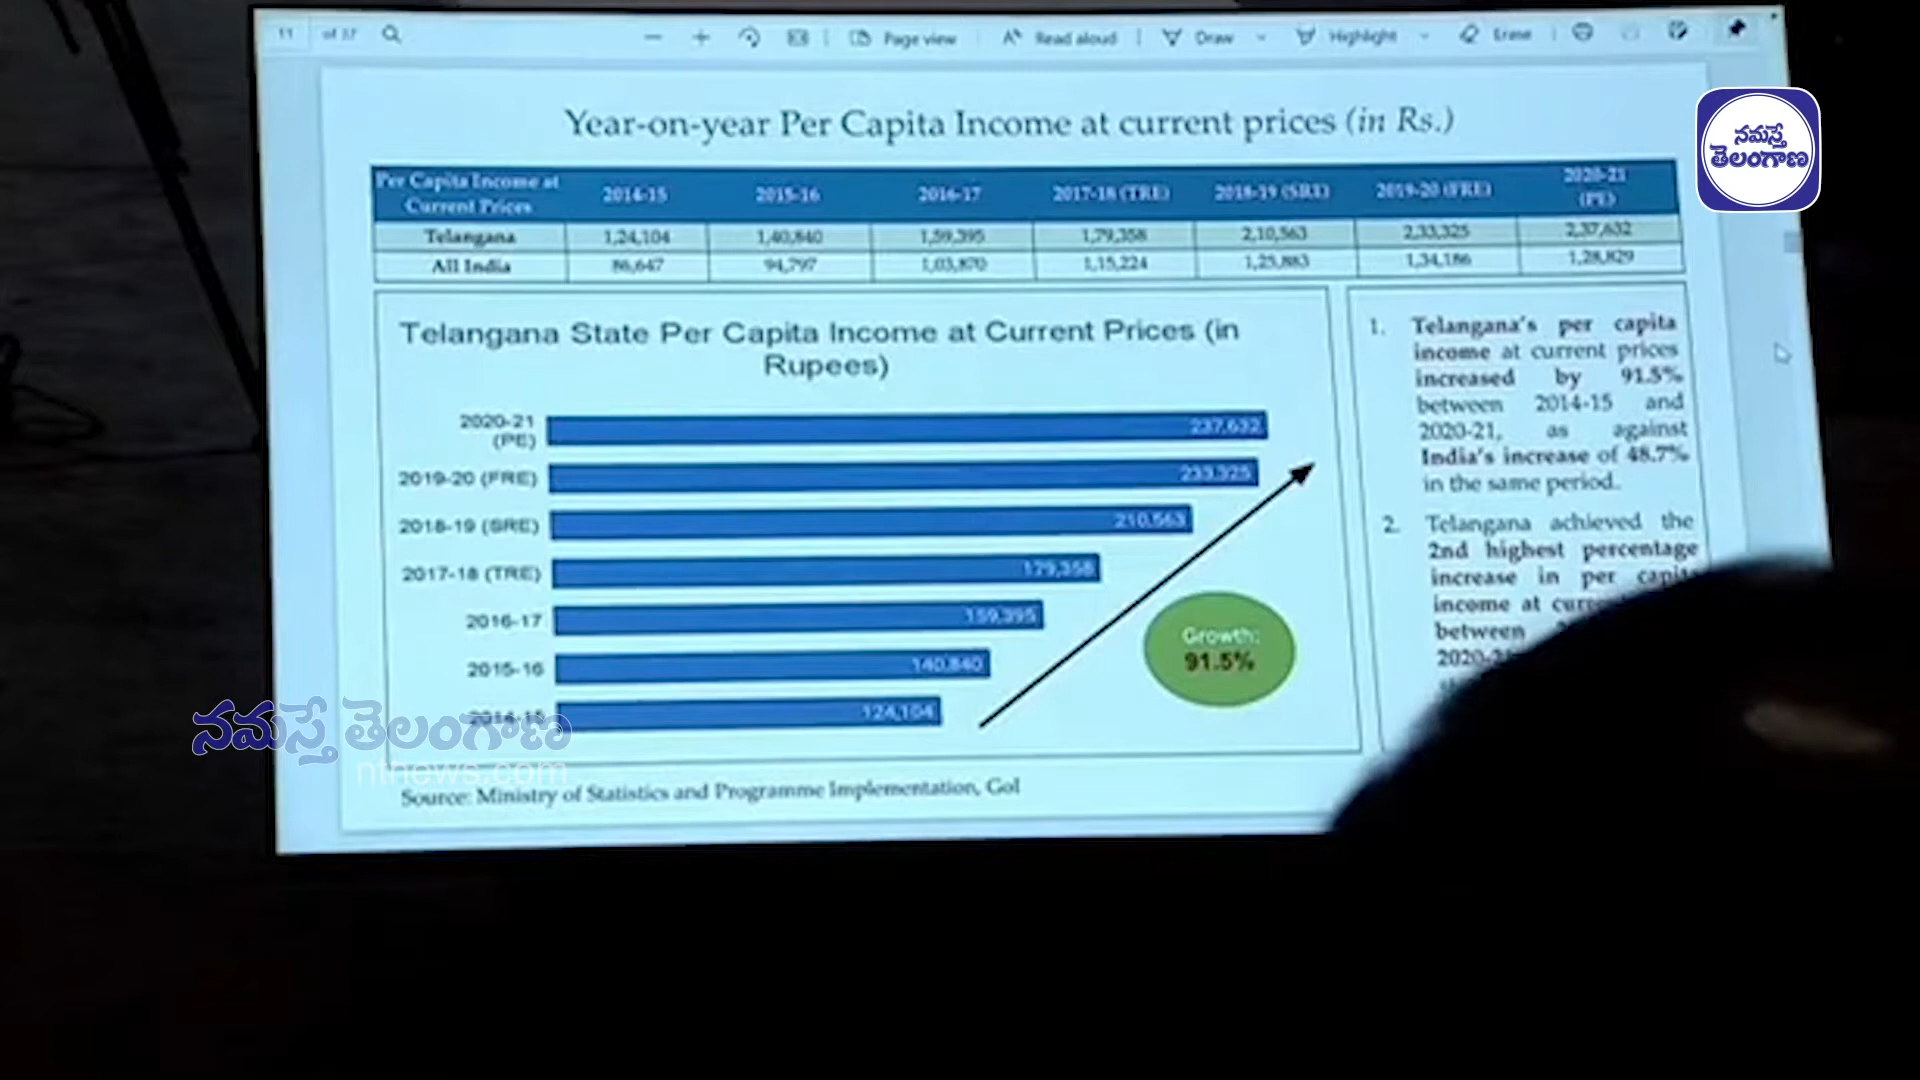 11 of 37 Page view Read aloud Draw Highlight Erase
నమస్తే
తెలంగాణ
Year-on-year Per Capita Income at current prices (in Rs.)
Per Capita Income at Current Prices 2014-15 2015-16 2016-17 2017-18 (TRE) 2018-19 (SRE) 2019-20 (FRE) 2020-21 (PE)
Telangana 1,24,104 1,40,840 1,59,395 1,79,358 2,10,563 2,33,325 2,37,632
All India 86,647 94,797 1,03,870 1,15,224 1,25,883 1,34,186 1,28,829
Telangana State Per Capita Income at Current Prices (in
Rupees)
2020-21
(PE) 237,632
2019-20 (FRE) 233,325
2018-19 (SRE) 210,563
2017-18 (TRE) 179,358
2016-17 159,395
2015-16 140,840
2014-15 124,104
Growth:
91.5%
1. Telangana's per capita
income at current prices
increased by 91.5%
between 2014-15 and
2020-21, as against
India's increase of 48.7%
in the same period.
2. Telangana achieved the
2nd highest percentage
increase in per capita
income at
between
నమస్తే తెలంగాణ
nthews.com
Source: Ministry of Statistics and Programme Implementation, GoI